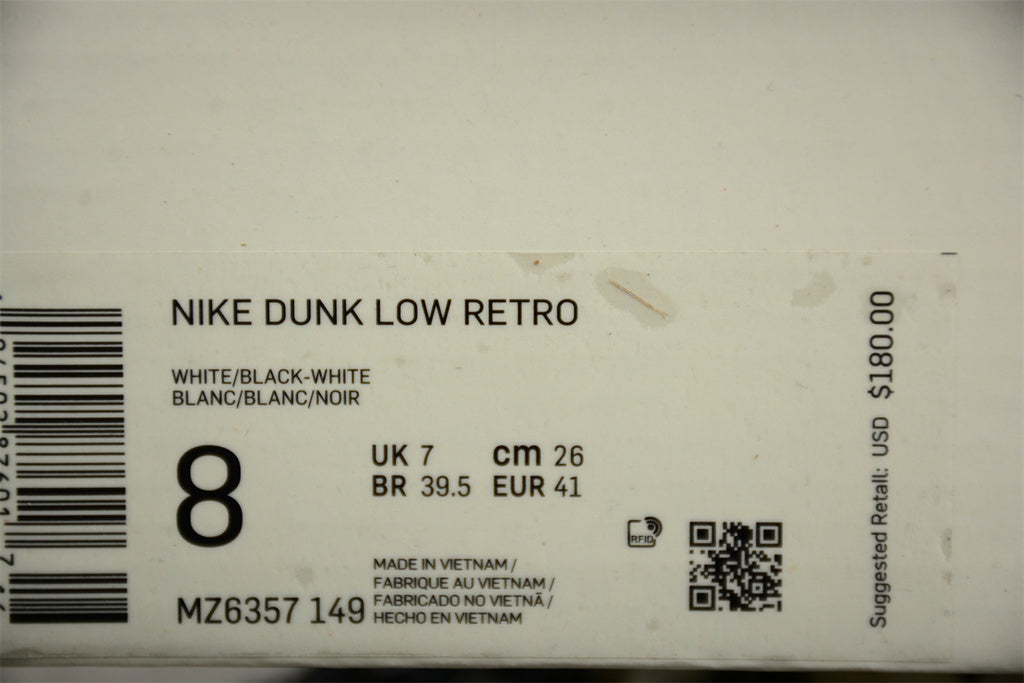 NIKE DUNK LOW RETRO
WHITE/BLACK-WHITE
BLANC/BLANC/NOIR
8
UK 7 cm 26
BR 39.5 EUR 41
RFID
MADE IN VIETNAM /
FABRIQUE AU VIETNAM /
FABRICADO NO VIETNÃ /
HECHO EN VIETNAM
MZ6357 149
Suggested Retail: USD $180.00